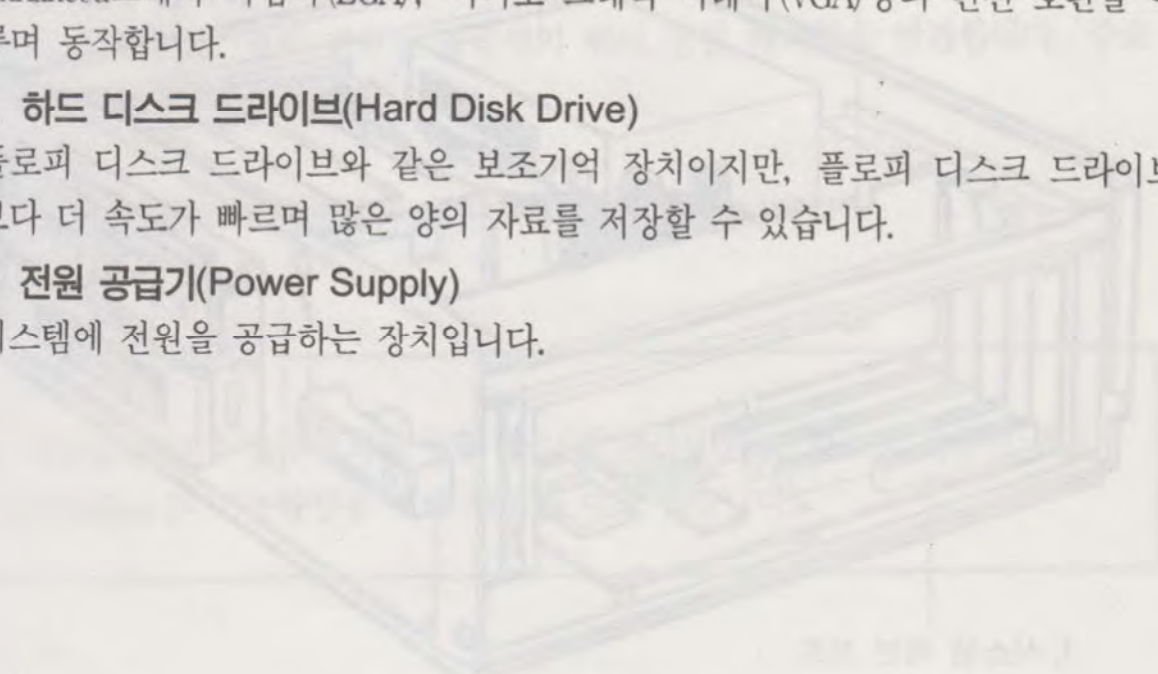 (EGA), (VGA)
동작합니다.
하드 디스크 드라이브(Hard Disk Drive)
플로피 디스크 드라이브와 같은 보조기억 장치이지만, 플로피 디스크 드라이브
보다 더 속도가 빠르며 많은 양의 자료를 저장할 수 있습니다.
전원 공급기(Power Supply)
시스템에 전원을 공급하는 장치입니다.